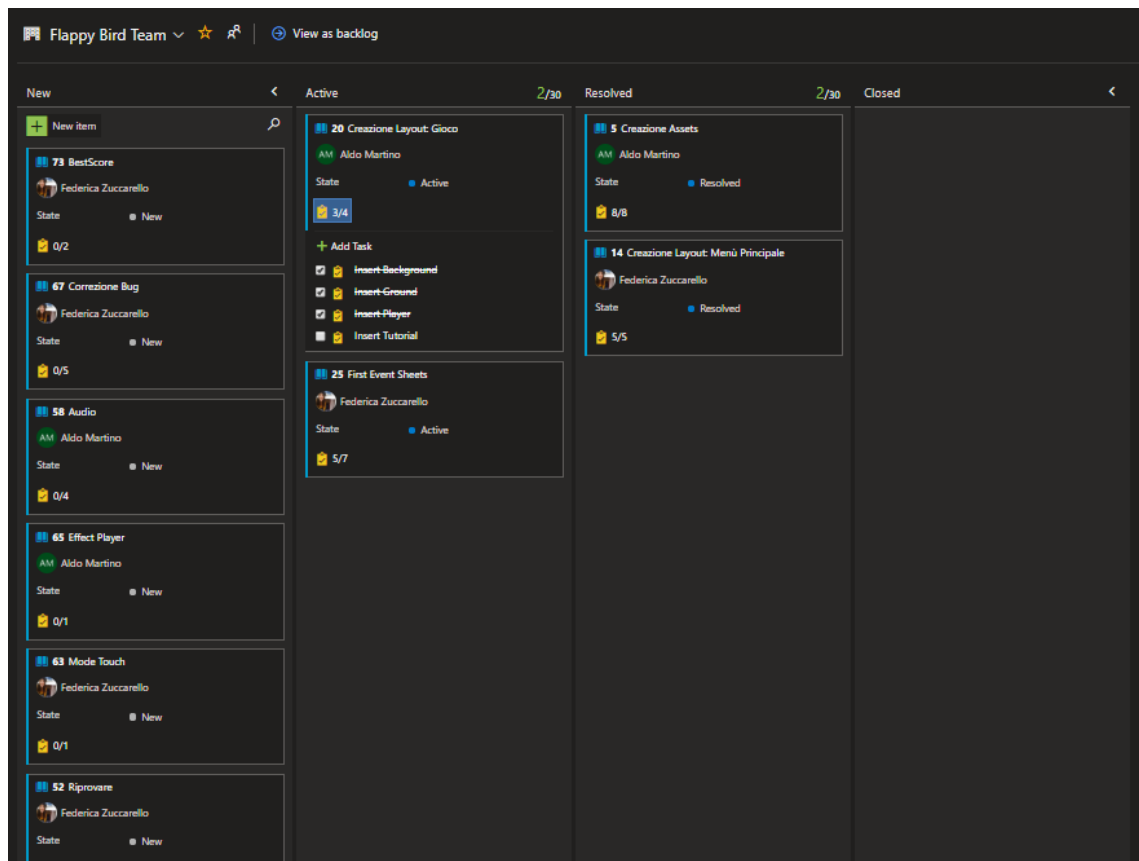 Flappy Bird Team
View as backlog
New
New item
73 BestScore
Federica Zuccarello
State New
0/2
67 Correzione Bug
Federica Zuccarello
State New
0/5
58 Audio
AM Aldo Martino
State New
0/4
65 Effect Player
AM Aldo Martino
State New
0/1
63 Mode Touch
Federica Zuccarello
State New
0/1
52 Riprovare
Federica Zuccarello
State New
Active 2/30
20 Creazione Layout: Gioco
AM Aldo Martino
State Active
3/4
Add Task
Insert Background
Insert Ground
Insert Player
Insert Tutorial
25 First Event Sheets
Federica Zuccarello
State Active
5/7
Resolved 2/30
5 Creazione Assets
AM Aldo Martino
State Resolved
8/8
14 Creazione Layout: Menù Principale
Federica Zuccarello
State Resolved
5/5
Closed